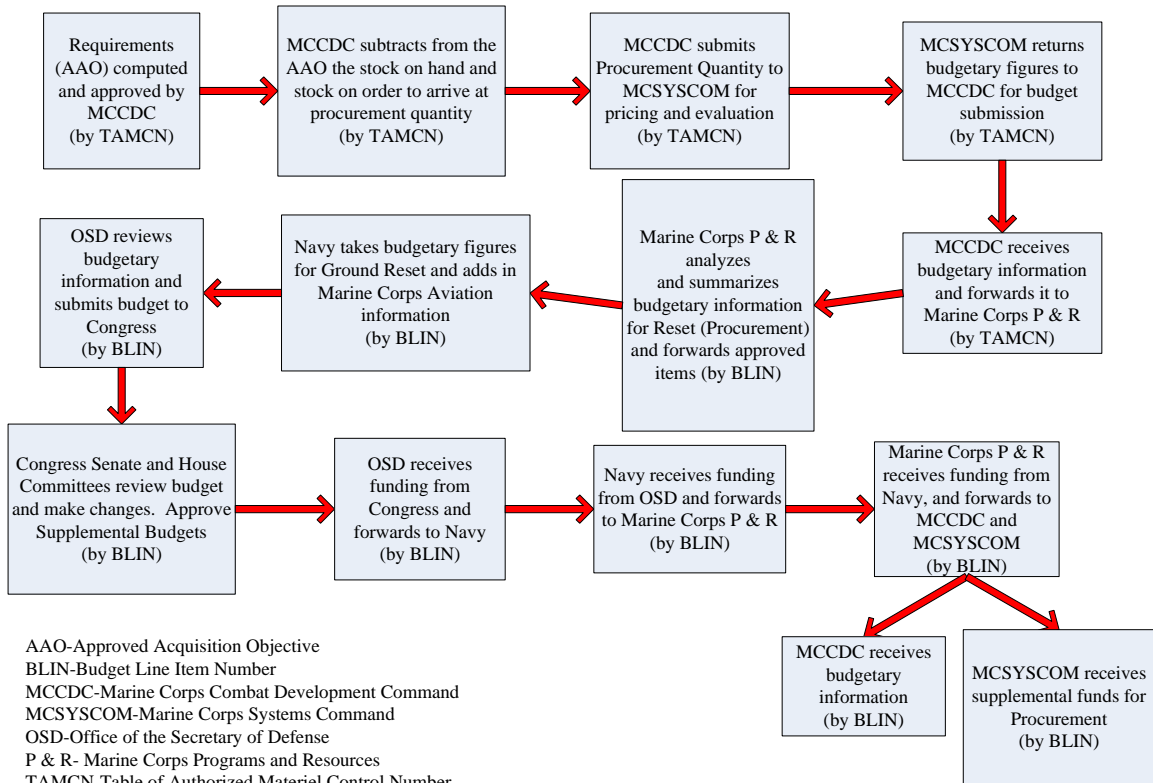 Requirements
(AAO) computed
and approved by
MCCDC
(by TAMCN)
MCCDC subtracts from the
AAO the stock on hand and
stock on order to arrive at
procurement quantity
(by TAMCN)
MCCDC submits
Procurement Quantity to
MCSYSCOM for
pricing and evaluation
(by TAMCN)
MCSYSCOM returns
budgetary figures to
MCCDC for budget
submission
(by TAMCN)
MCCDC receives
budgetary information
and forwards it to
Marine Corps P & R
(by TAMCN)
Marine Corps P & R
analyzes
and summarizes
budgetary information
for Reset (Procurement)
and forwards approved
items (by BLIN)
Navy takes budgetary figures
for Ground Reset and adds in
Marine Corps Aviation
information
(by BLIN)
OSD reviews
budgetary
information and
submits budget to
Congress
(by BLIN)
Congress Senate and House
Committees review budget
and make changes.  Approve
Supplemental Budgets
(by BLIN)
OSD receives
funding from
Congress and
forwards to Navy
(by BLIN)
Navy receives funding
from OSD and forwards
to Marine Corps P & R
(by BLIN)
Marine Corps P & R
receives funding from
Navy, and forwards to
MCCDC and
MCSYSCOM
(by BLIN)
MCCDC receives
budgetary
information
(by BLIN)
MCSYSCOM receives
supplemental funds for
Procurement
(by BLIN)
AAO-Approved Acquisition Objective
BLIN-Budget Line Item Number
MCCDC-Marine Corps Combat Development Command
MCSYSCOM-Marine Corps Systems Command
OSD-Office of the Secretary of Defense
P & R- Marine Corps Programs and Resources
TAMCN-Table of Authorized Materiel Control Number